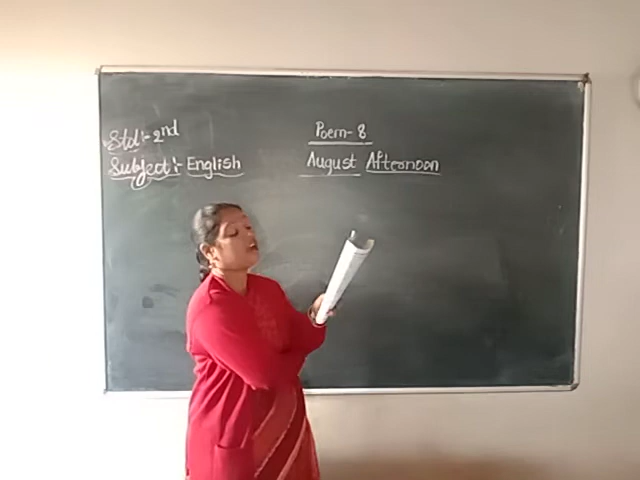 Std:- 2nd
Subject:- English
Poem- 8
August Afternoon